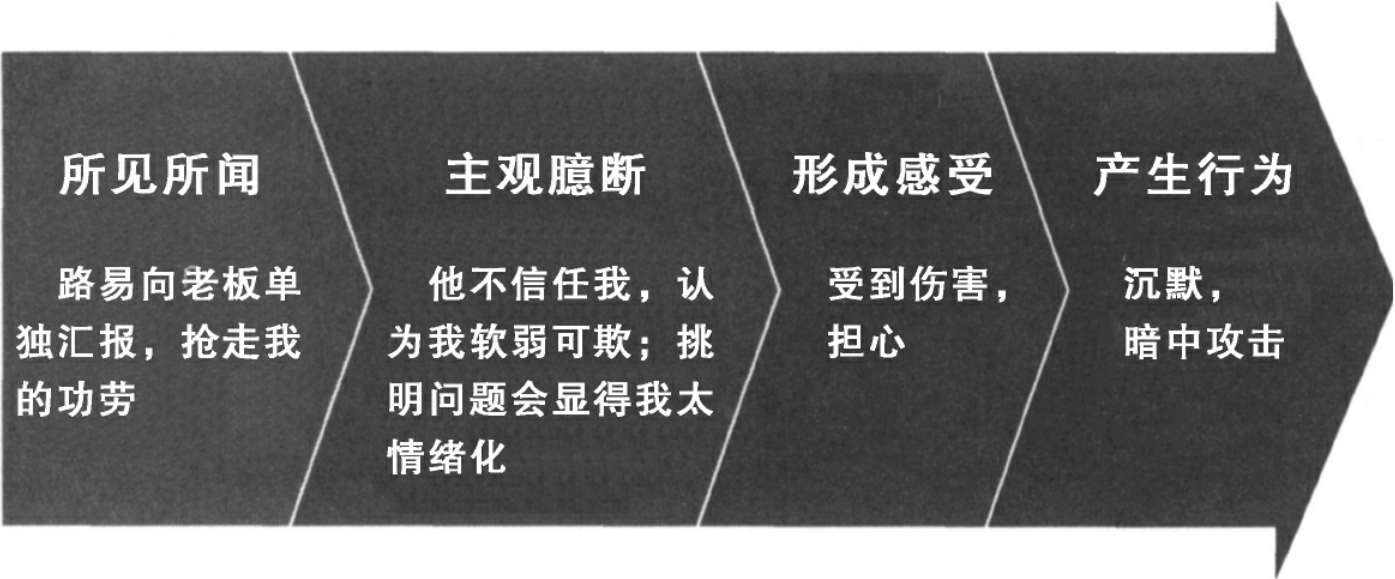 所见所闻
路易向老板单
独汇报，抢走我
的功劳
主观臆断
他不信任我，认
为我软弱可欺；挑
明问题会显得我太
情绪化
形成感受
受到伤害，
担心
产生行为
沉默，
暗中攻击